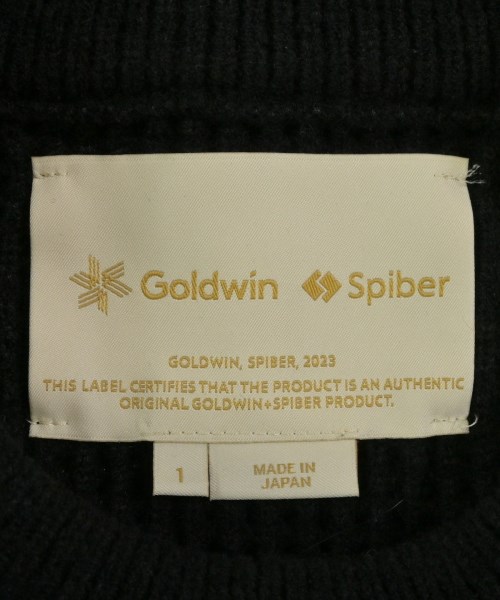 Goldwin Spiber
GOLDWIN, SPIBER, 2023
THIS LABEL CERTIFIES THAT THE PRODUCT IS AN AUTHENTIC
ORIGINAL GOLDWIN+SPIBER PRODUCT.
1
MADE IN
JAPAN